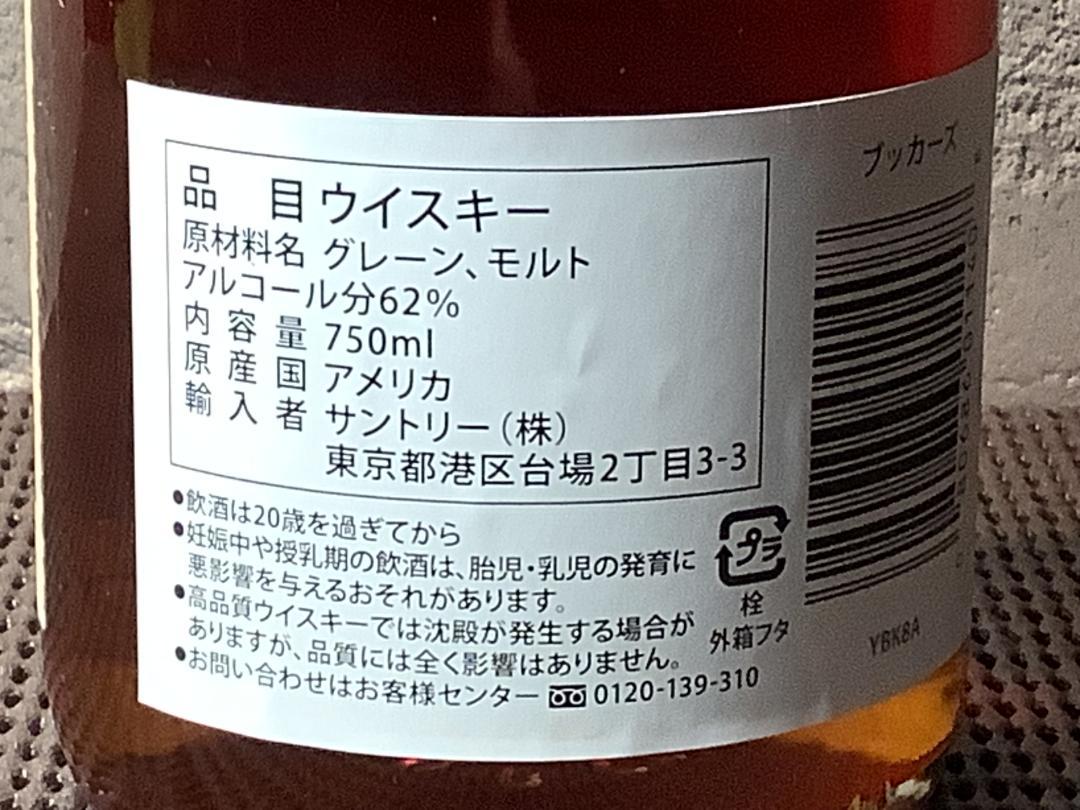 品 目 ウイスキー
原材料名 グレーン、モルト
アルコール分62%
内容量 750ml
原産国 アメリカ
輸入者 サントリー(株)
東京都港区台場2丁目3-3
●飲酒は20歳を過ぎてから
●妊娠中や授乳期の飲酒は、胎児・乳児の発育に
悪影響を与えるおそれがあります。
●高品質ウイスキーでは沈殿が発生する場合が
ありますが、品質には全く影響はありません。
●お問い合わせはお客様センター 0120-139-310
プラ
栓
外箱フタ
ブッカーズ
YBK8A